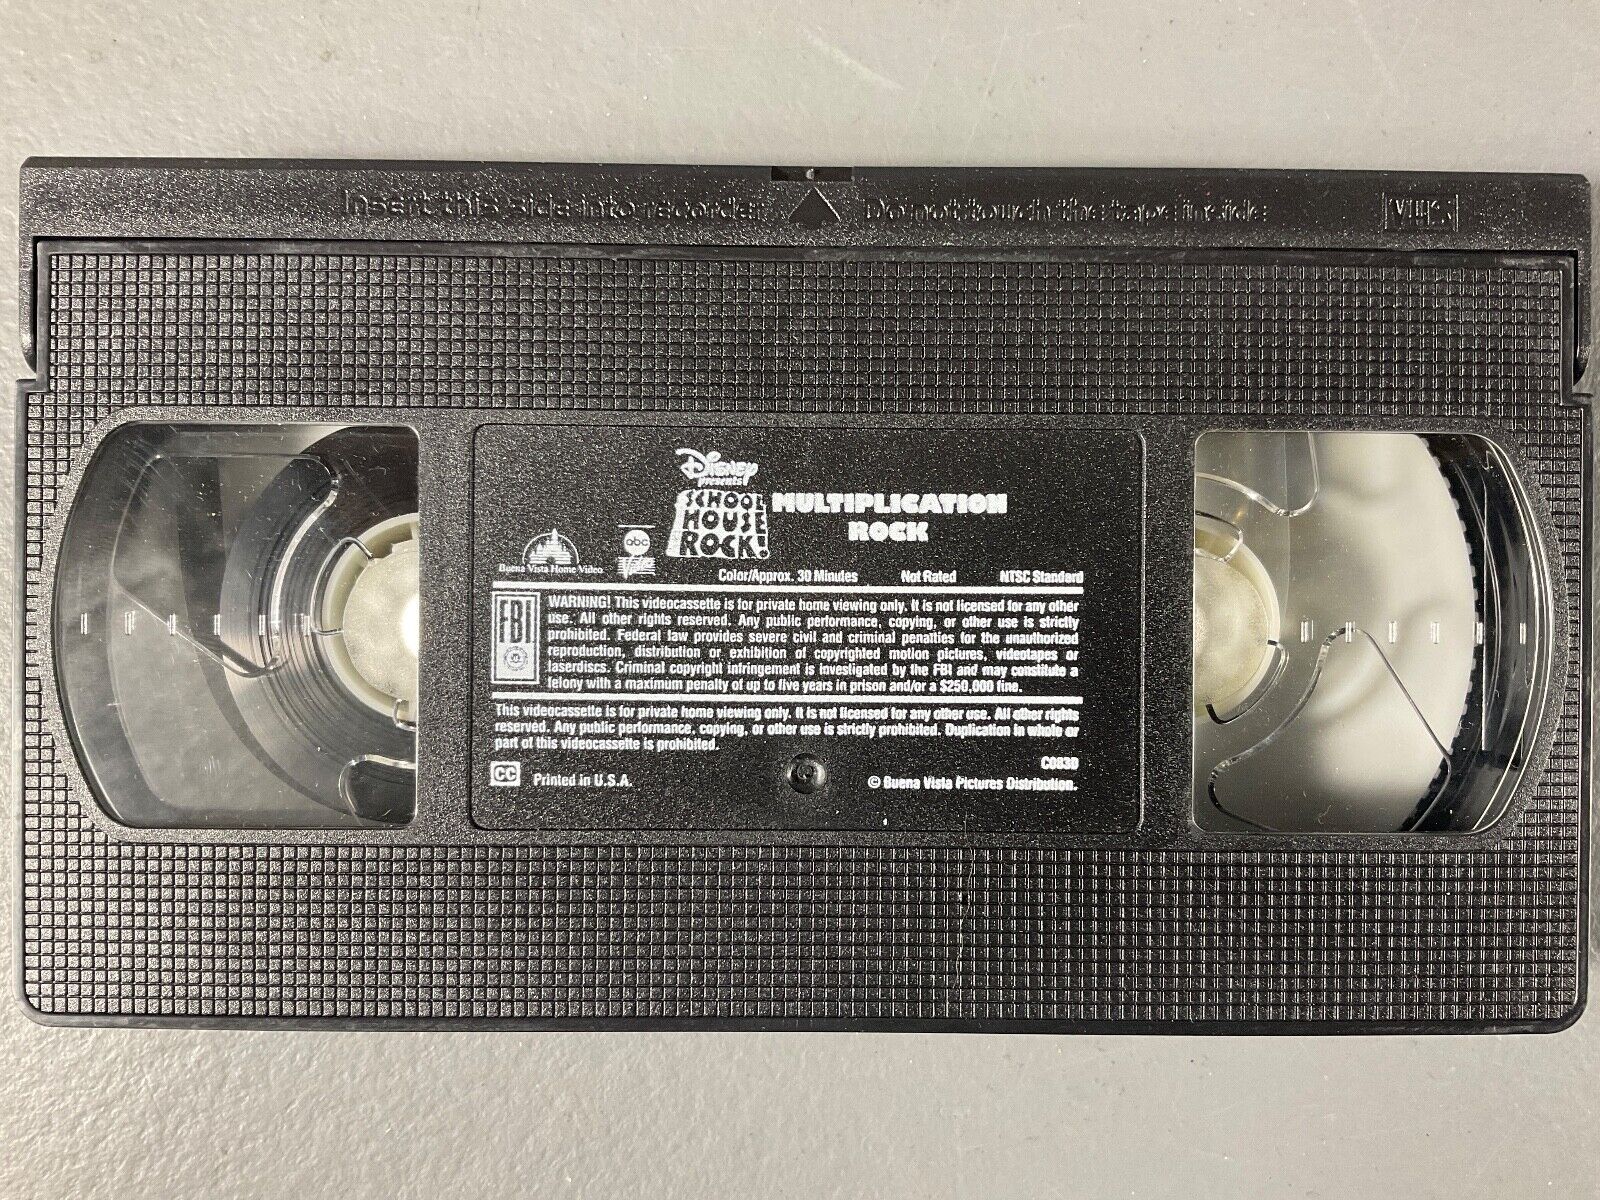 Insert this side into recorder Do not touch the tape inside VHS
Disney
presents
SCHOOL
HOUSE
ROCK!
MULTIPLICATION
ROCK
Buena Vista Home Video
abc
Color/Approx. 30 Minutes Not Rated NTSC Standard
FBI
WARNING! This videocassette is for private home viewing only. It is not licensed for any other
use. All other rights reserved. Any public performance, copying, or other use is strictly
prohibited. Federal law provides severe civil and criminal penalties for the unauthorized
reproduction, distribution or exhibition of copyrighted motion pictures, videotapes or
laserdiscs. Criminal copyright infringement is investigated by the FBI and may constitute a
felony with a maximum penalty of up to five years in prison and/or a $250,000 fine.
This videocassette is for private home viewing only. It is not licensed for any other use. All other rights
reserved. Any public performance, copying, or other use is strictly prohibited. Duplication in whole or
part of this videocassette is prohibited.
CC Printed in U.S.A.
© Buena Vista Pictures Distribution.